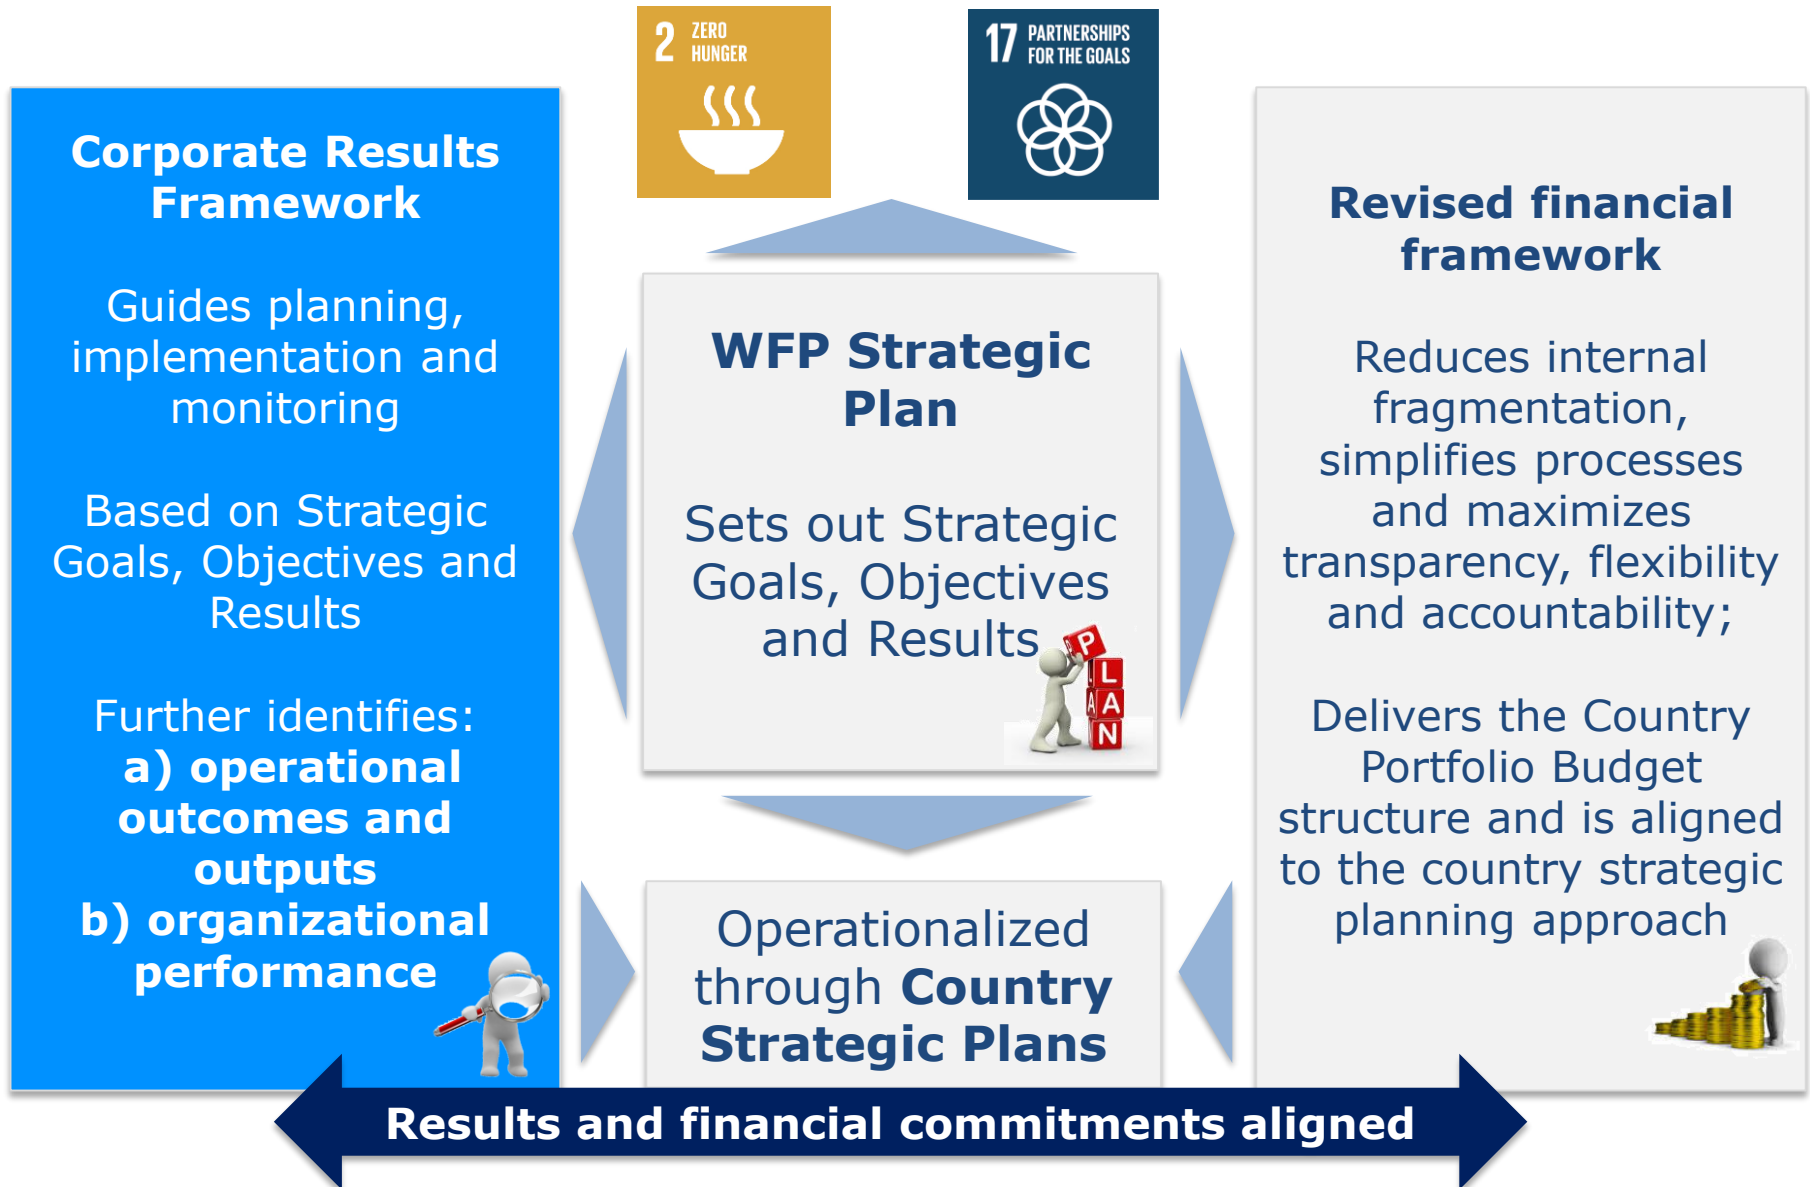 2 ZERO
HUNGER
17 PARTNERSHIPS
FOR THE GOALS
Corporate Results
Framework
Guides planning,
implementation and
monitoring
Based on Strategic
Goals, Objectives and
Results
Further identifies:
a) operational
outcomes and
outputs
b) organizational
performance
WFP Strategic
Plan
Sets out Strategic
Goals, Objectives
and Results
P
L
A A
N
Operationalized
through Country
Strategic Plans
Revised financial
framework
Reduces internal
fragmentation,
simplifies processes
and maximizes
transparency, flexibility
and accountability;
Delivers the Country
Portfolio Budget
structure and is aligned
to the country strategic
planning approach
Results and financial commitments aligned